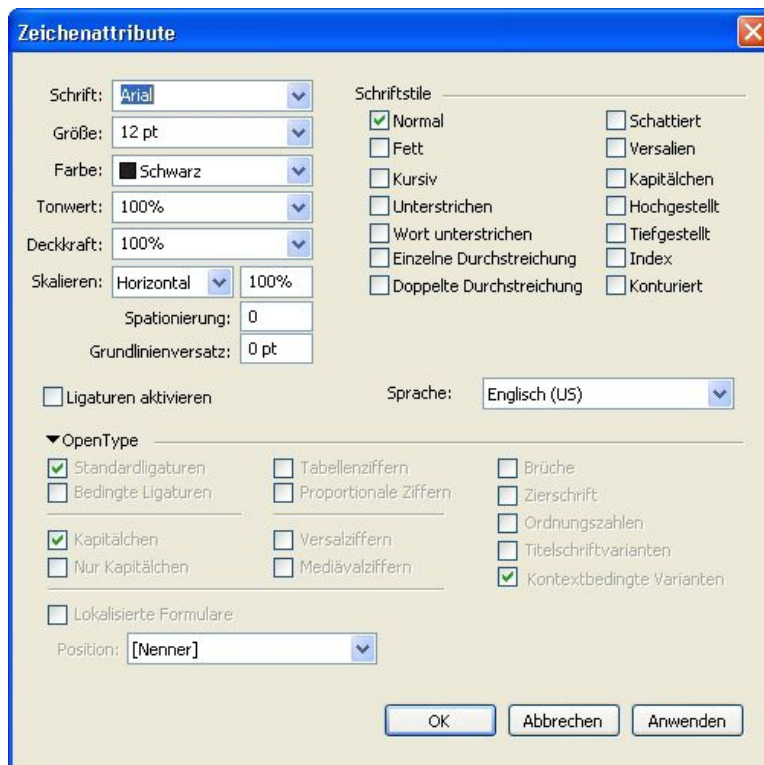 Zeichenattribute
Schrift: Arial
Größe: 12 pt
Farbe: Schwarz
Tonwert: 100%
Deckkraft: 100%
Skalieren: Horizontal 100%
Spationierung: 0
Grundlinienversatz: 0 pt
Schriftstile
Normal Schattiert
Fett Versalien
Kursiv Kapitälchen
Unterstrichen Hochgestellt
Wort unterstrichen Tiefgestellt
Einzelne Durchstreichung Index
Doppelte Durchstreichung Konturiert
Ligaturen aktivieren Sprache: Englisch (US)
OpenType
Standardligaturen Tabellenziffern Brüche
Bedingte Ligaturen Proportionale Ziffern Zierschrift
Ordnungszahlen
Kapitälchen Versalziffern Titelschriftvarianten
Nur Kapitälchen Mediävalziffern Kontextbedingte Varianten
Lokalisierte Formulare
Position: [Nenner]
OK Abbrechen Anwenden